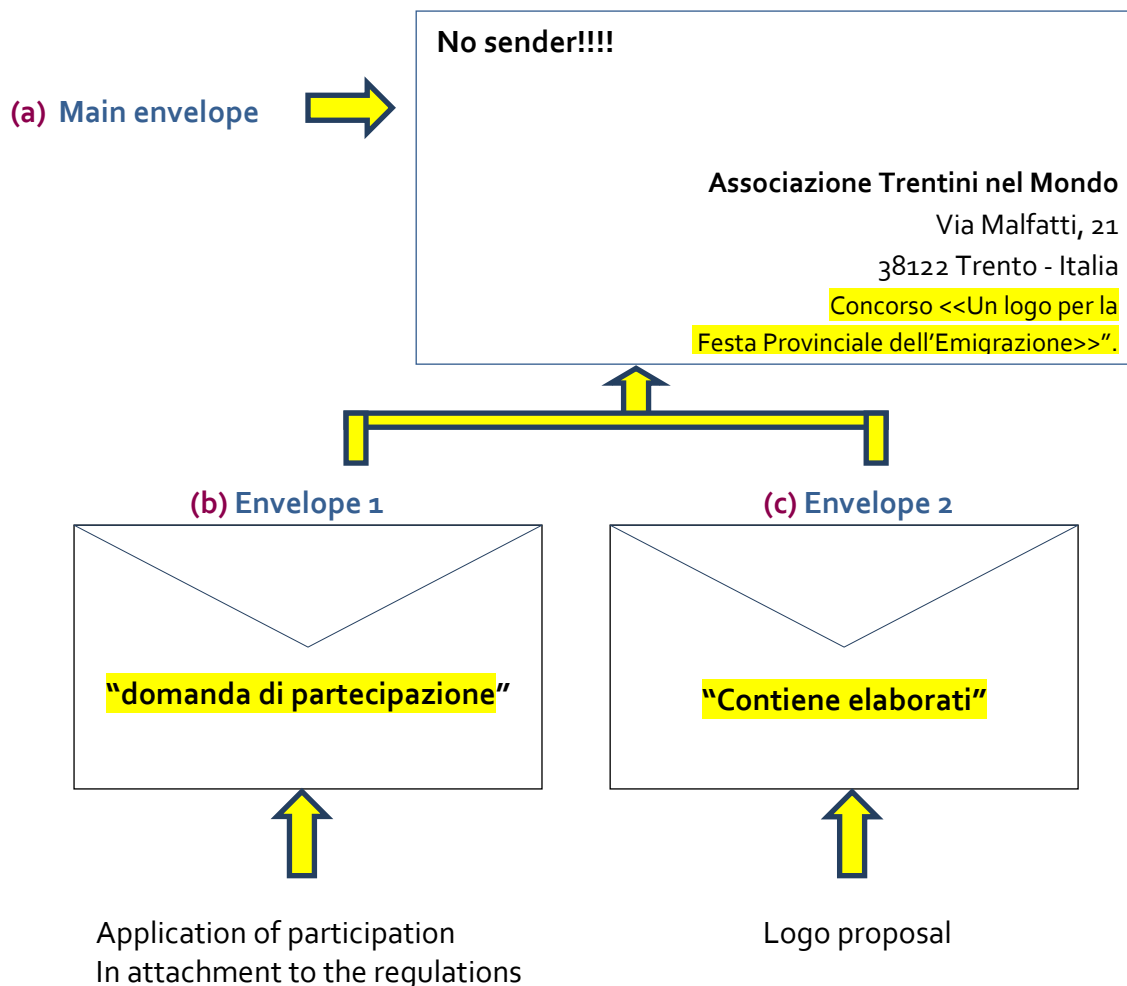 No sender!!!!
(a) Main envelope
Associazione Trentini nel Mondo
Via Malfatti, 21
38122 Trento - Italia
Concorso <<Un logo per la
Festa Provinciale dell'Emigrazione>>”.
(b) Envelope 1
(c) Envelope 2
“domanda di partecipazione”
“Contiene elaborati”
Application of participation
In attachment to the regulations
Logo proposal